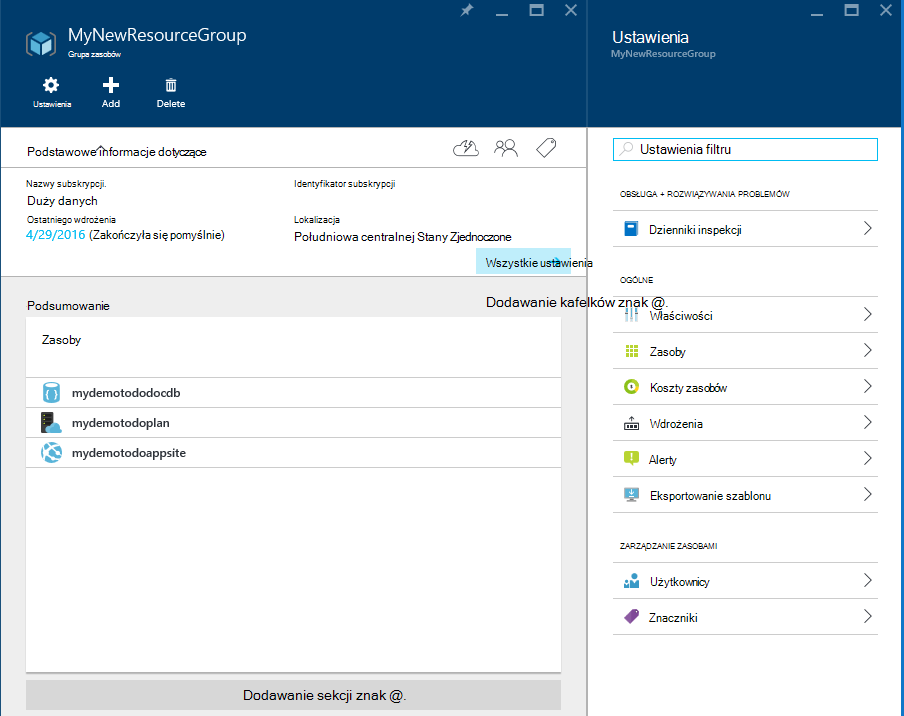 MyNewResourceGroup
Grupa zasobów
Ustawienia
Add
Delete
Podstawowe informacje dotyczące
Nazwy subskrypcji.
Duży danych
Identyfikator subskrypcji
Ostatniego wdrożenia
4/29/2016 (Zakończyła się pomyślnie)
Lokalizacja
Południowa centralnej Stany Zjednoczone
Wszystkie ustawienia
Dodawanie kafelków znak @.
Podsumowanie
Zasoby
mydemotododocdb
mydemotodoplan
mydemotodoappsite
Dodawanie sekcji znak @.
Ustawienia
MyNewResourceGroup
Ustawienia filtru
OBSŁUGA + ROZWIĄZYWANIA PROBLEMÓW
Dzienniki inspekcji
OGÓLNE
Właściwości
Zasoby
Koszty zasobów
Wdrożenia
Alerty
Eksportowanie szablonu
ZARZĄDZANIE ZASOBAMI
Użytkownicy
Znaczniki